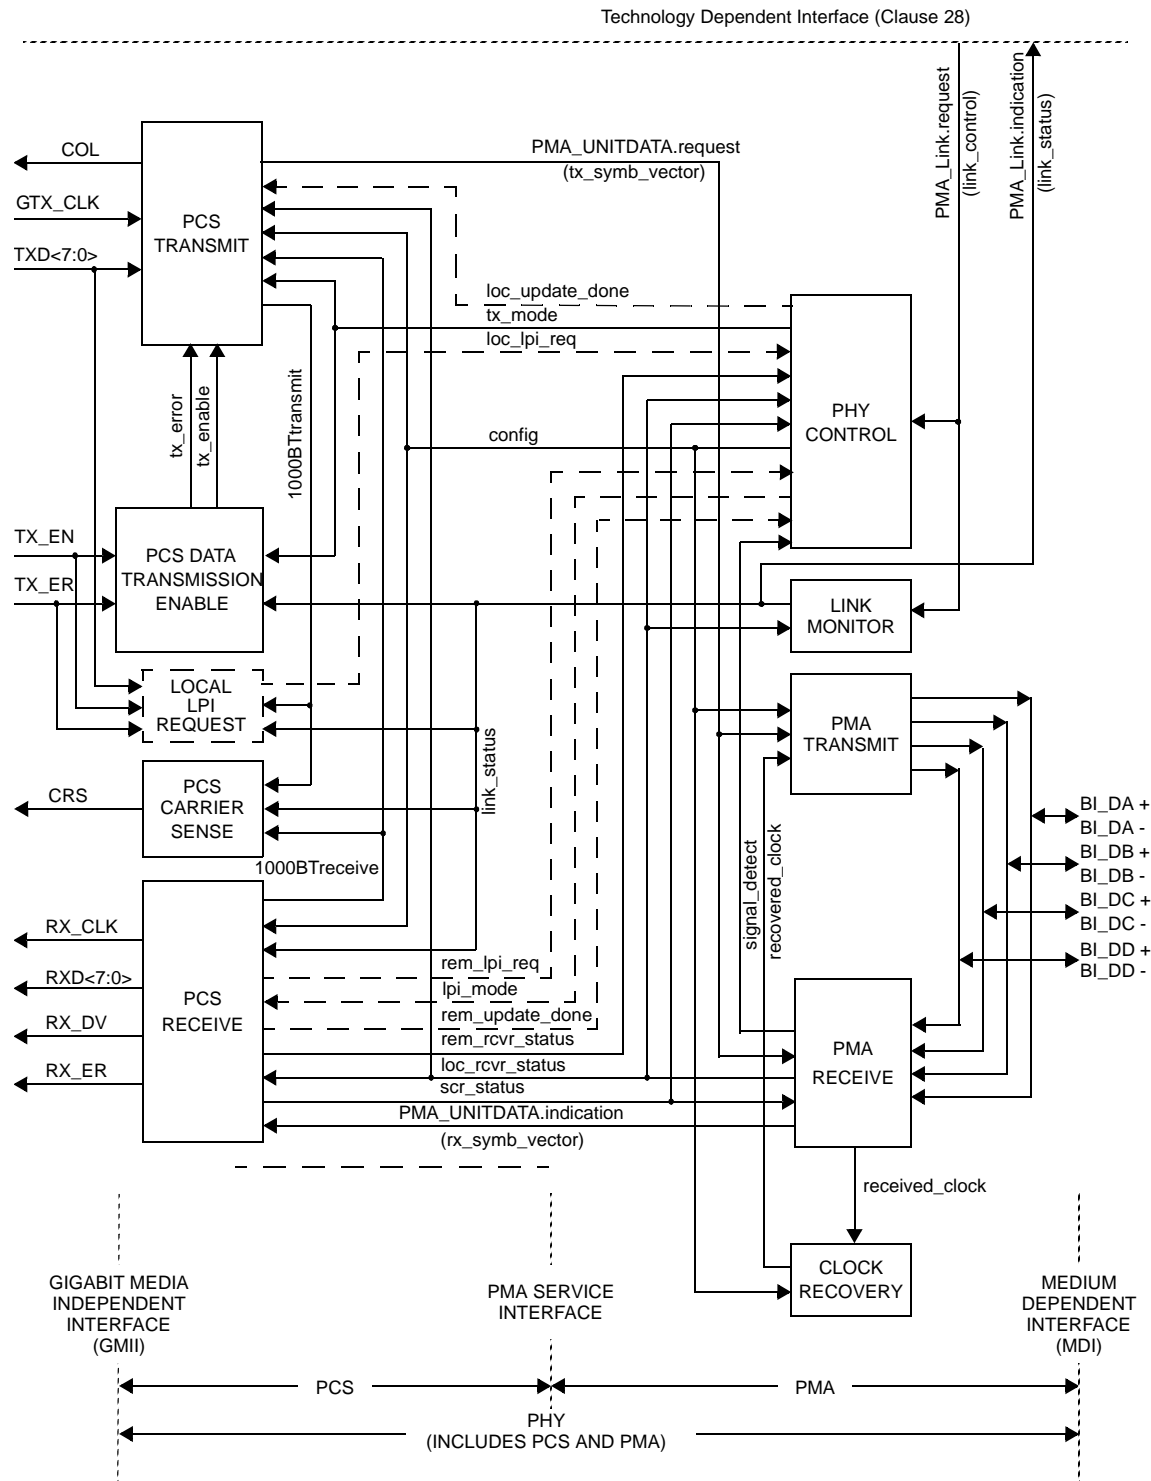 Technology Dependent Interface (Clause 28)
PMA_Link.request
(link_control)
PMA_Link.indication
(link_status)
COL
GTX_CLK
TXD<7:0>
PCS
TRANSMIT
PMA_UNITDATA.request
(tx_symb_vector)
loc_update_done
tx_mode
loc_lpi_req
tx_error
tx_enable
1000BTtransmit
config
PHY
CONTROL
TX_EN
TX_ER
PCS DATA
TRANSMISSION
ENABLE
LINK
MONITOR
LOCAL
LPI
REQUEST
PMA
TRANSMIT
link_status
CRS
PCS
CARRIER
SENSE
1000BTreceive
signal_detect
recovered_clock
BI_DA +
BI_DA -
BI_DB +
BI_DB -
BI_DC +
BI_DC -
BI_DD +
BI_DD -
RX_CLK
RXD<7:0>
RX_DV
RX_ER
PCS
RECEIVE
rem_lpi_req
lpi_mode
rem_update_done
rem_rcvr_status
loc_rcvr_status
scr_status
PMA_UNITDATA.indication
(rx_symb_vector)
PMA
RECEIVE
received_clock
CLOCK
RECOVERY
GIGABIT MEDIA
INDEPENDENT
INTERFACE
(GMII)
PMA SERVICE
INTERFACE
MEDIUM
DEPENDENT
INTERFACE
(MDI)
PCS
PMA
PHY
(INCLUDES PCS AND PMA)